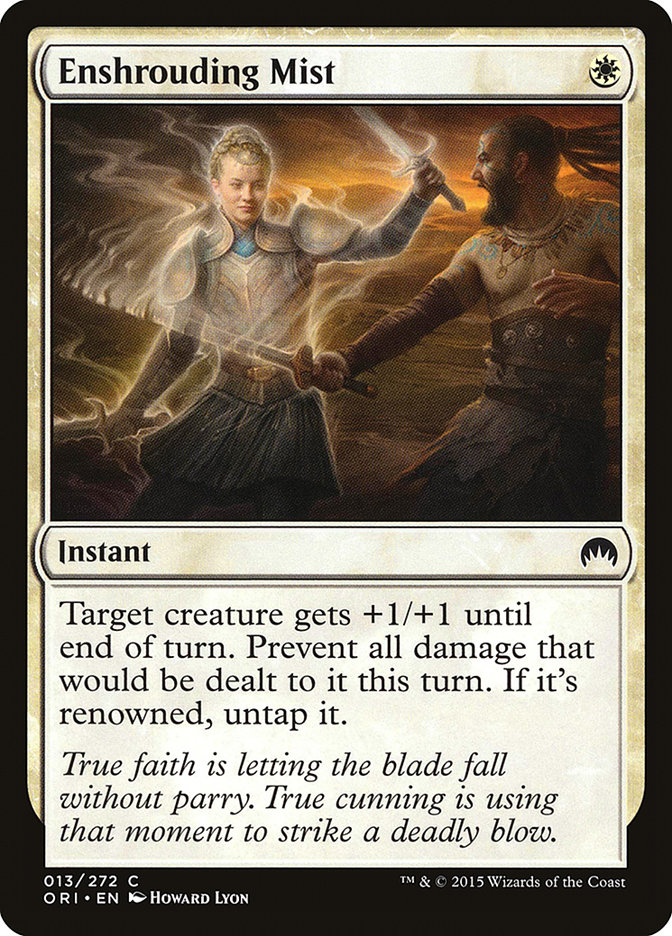 Enshrouding Mist
Instant
Target creature gets +1/+1 until
end of turn. Prevent all damage that
would be dealt to it this turn. If it's
renowned, untap it.
True faith is letting the blade fall
without parry. True cunning is using
that moment to strike a deadly blow.
013/272 C
ORI • EN Howard Lyon
™ & © 2015 Wizards of the Coast